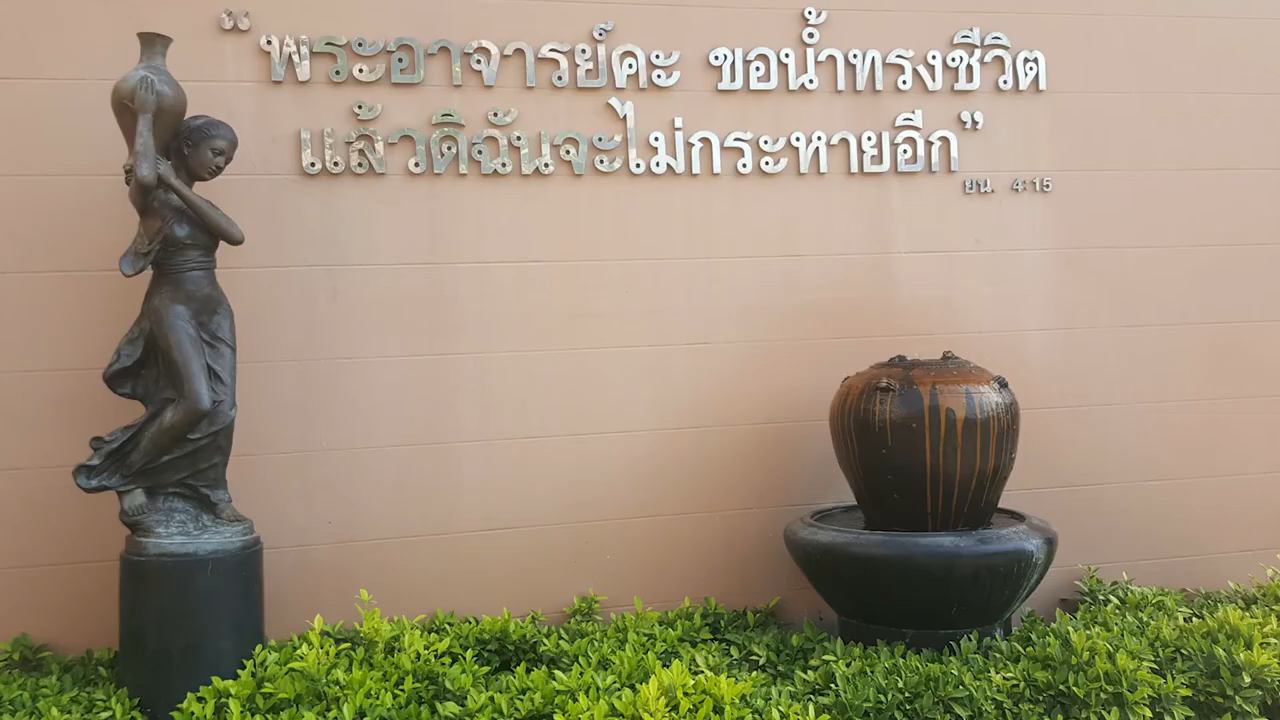 “พระอาจารย์คะ ขอน้ำทรงชีวิต
แล้วดิฉันจะไม่กระหายอีก”
ยน. 4:15